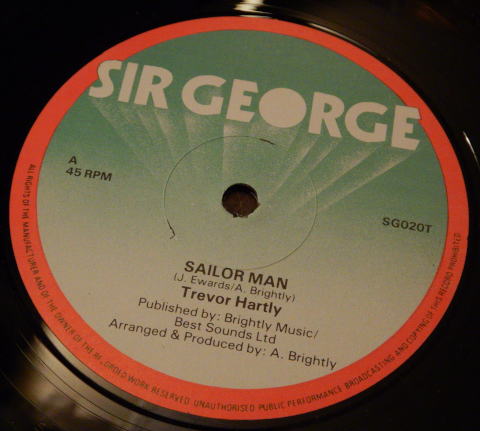 SIR GEORGE
A
45 RPM
SG020T
SAILOR MAN
(J. Ewards/A. Brightly)
Trevor Hartly
Published by: Brightly Music/
Best Sounds Ltd
Arranged & Produced by: A. Brightly
ALL RIGHTS OF THE MANUFACTURER AND OF THE OWNER OF THE RECORDED WORK RESERVED. UNAUTHORISED PUBLIC PERFORMANCE BROADCASTING AND COPYING OF THIS RECORD PROHIBITED